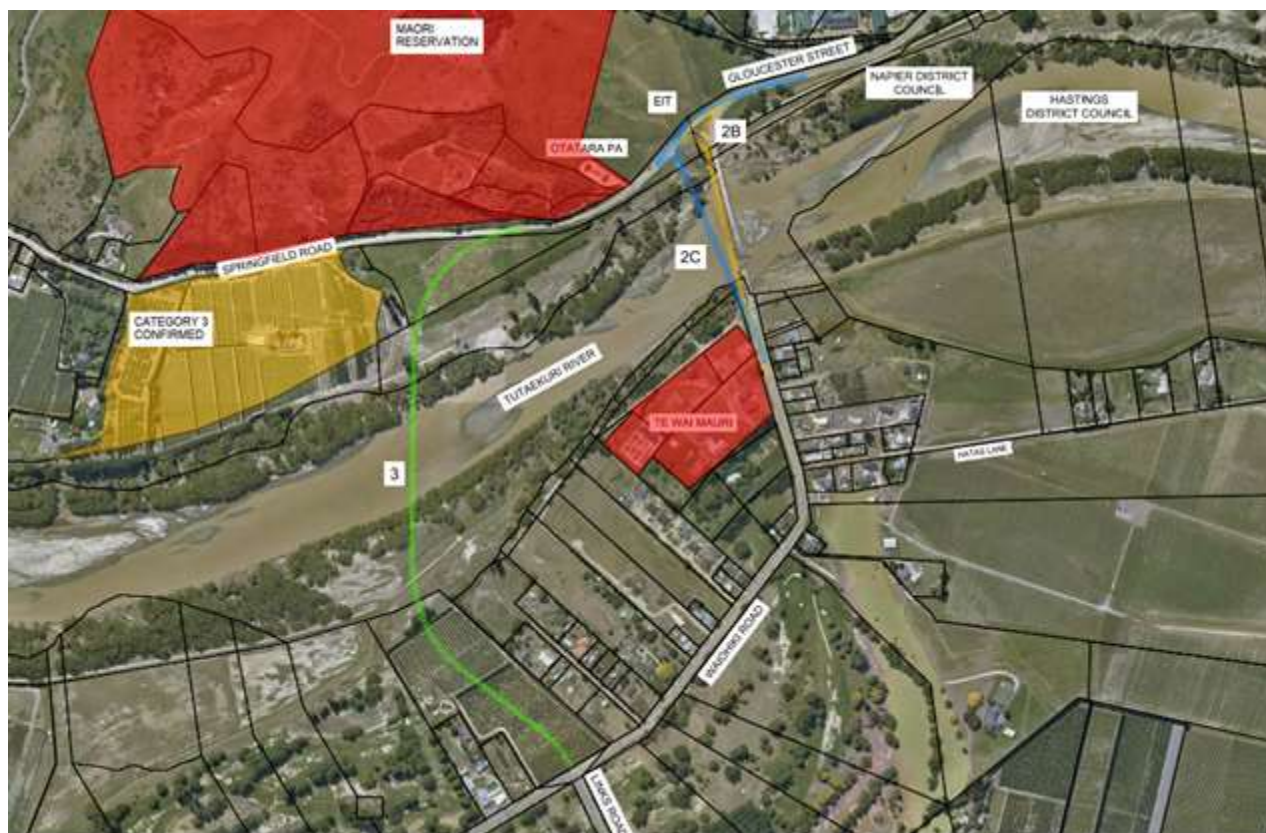 MAORI
RESERVATION
GLOUCESTER STREET
NAPIER DISTRICT
COUNCIL
HASTINGS
DISTRICT COUNCIL
EIT
2B
OTATARA PA
SPRINGFIELD ROAD
2C
CATEGORY 3
CONFIRMED
TUTAEKURI RIVER
TE WAI MAURI
HATAS LANE
3
WAIOHIKI ROAD
LINKS ROAD